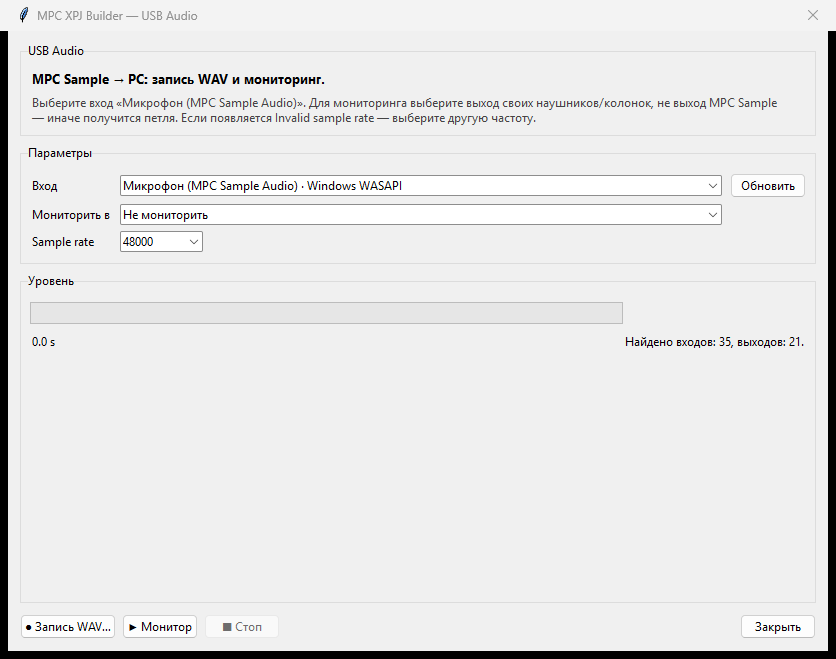 MPC XPJ Builder — USB Audio
USB Audio
MPC Sample → PC: запись WAV и мониторинг.
Выберите вход «Микрофон (MPC Sample Audio)». Для мониторинга выберите выход своих наушников/колонок, не выход MPC Sample
— иначе получится петля. Если появляется Invalid sample rate — выберите другую частоту.
Параметры
Вход Микрофон (MPC Sample Audio) · Windows WASAPI Обновить
Мониторить в Не мониторить
Sample rate 48000
Уровень
0.0 s Найдено входов: 35, выходов: 21.
● Запись WAV... ► Монитор ■ Стоп Закрыть